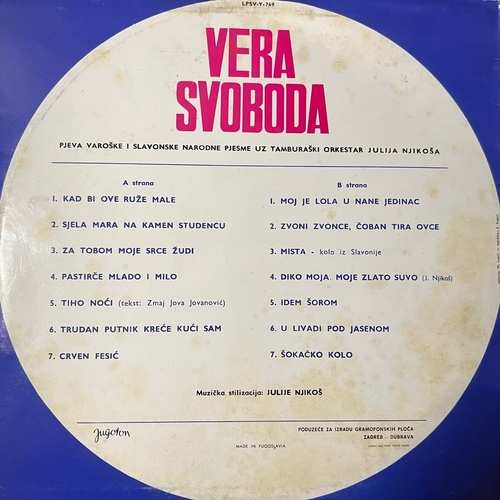 LPSV-Y-769
VERA
SVOBODA
PJEVA VAROŠKE I SLAVONSKE NARODNE PJESME UZ TAMBURAŠKI ORKESTAR JULIJA NJIKOŠA
A strana
1. KAD BI OVE RUŽE MALE
2. SJELA MARA NA KAMEN STUDENCU
3. ZA TOBOM MOJE SRCE ŽUDI
4. PASTIRČE MLADO I MILO
5. TIHO NOĆI (tekst: Zmaj Jova Jovanović)
6. TRUDAN PUTNIK KREĆE KUĆI SAM
7. CRVEN FESIĆ
B strana
1. MOJ JE LOLA U NANE JEDINAC
2. ZVONI ZVONCE, ČOBAN TIRA OVCE
3. MISTA - kolo iz Slavonije
4. DIKO MOJA, MOJE ZLATO SUVO (J. Njikoš)
5. IDEM ŠOROM
6. U LIVADI POD JASENOM
7. ŠOKAČKO KOLO
Muzička stilizacija: JULIJE NJIKOŠ
Jugoton
PODUZEĆE ZA IZRADU GRAMOFONSKIH PLOČA
ZAGREB - DUBRAVA
MADE IN YUGOSLAVIA